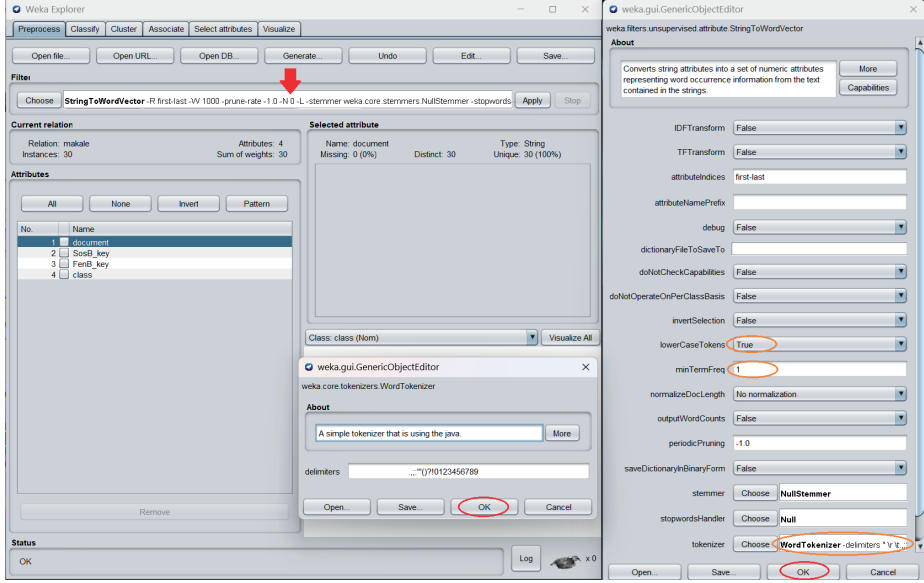 Weka Explorer
Preprocess Classify Cluster Associate Select attributes Visualize
Open file... Open URL... Open DB... Generate... Undo Edit... Save...
Filter
Choose StringToWordVector -R first-last -W 1000 -prune-rate -1.0 -N 0 -L -stemmer weka.core.stemmers.NullStemmer -stopwords- Apply Stop
Current relation
Relation: makale Attributes: 4
Instances: 30 Sum of weights: 30
Attributes
All None Invert Pattern
No. Name
1 document
2 SosB_key
3 FenB_key
4 class
Remove
Status
OK
Log x 0
Selected attribute
Name: document Type: String
Missing: 0 (0%) Distinct: 30 Unique: 30 (100%)
Class: class (Nom) Visualize All
weka.gui.GenericObjectEditor
weka.core.tokenizers.WordTokenizer
About
A simple tokenizer that is using the java. More
delimiters .,;:'"()?!0123456789
Open... Save... OK Cancel
weka.gui.GenericObjectEditor
weka.filters.unsupervised.attribute.StringToWordVector
About
Converts string attributes into a set of numeric attributes
representing word occurrence information from the text
contained in the strings.
More
Capabilities
IDFTransform False
TFTransform False
attributeIndices first-last
attributeNamePrefix
debug False
dictionaryFileToSaveTo
doNotCheckCapabilities False
doNotOperateOnPerClassBasis False
invertSelection False
lowerCaseTokens True
minTermFreq 1
normalizeDocLength No normalization
outputWordCounts False
periodicPruning -1.0
saveDictionaryInBinaryForm False
stemmer Choose NullStemmer
stopwordsHandler Choose Null
tokenizer Choose WordTokenizer -delimiters " \r \t .,;:
Open... Save... OK Cancel